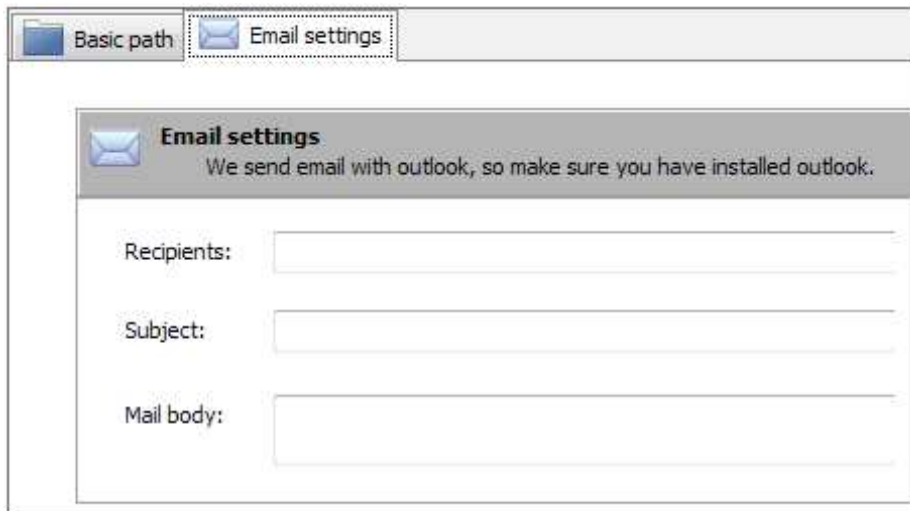 Basic path
Email settings
Email settings
We send email with outlook, so make sure you have installed outlook.
Recipients:
Subject:
Mail body: